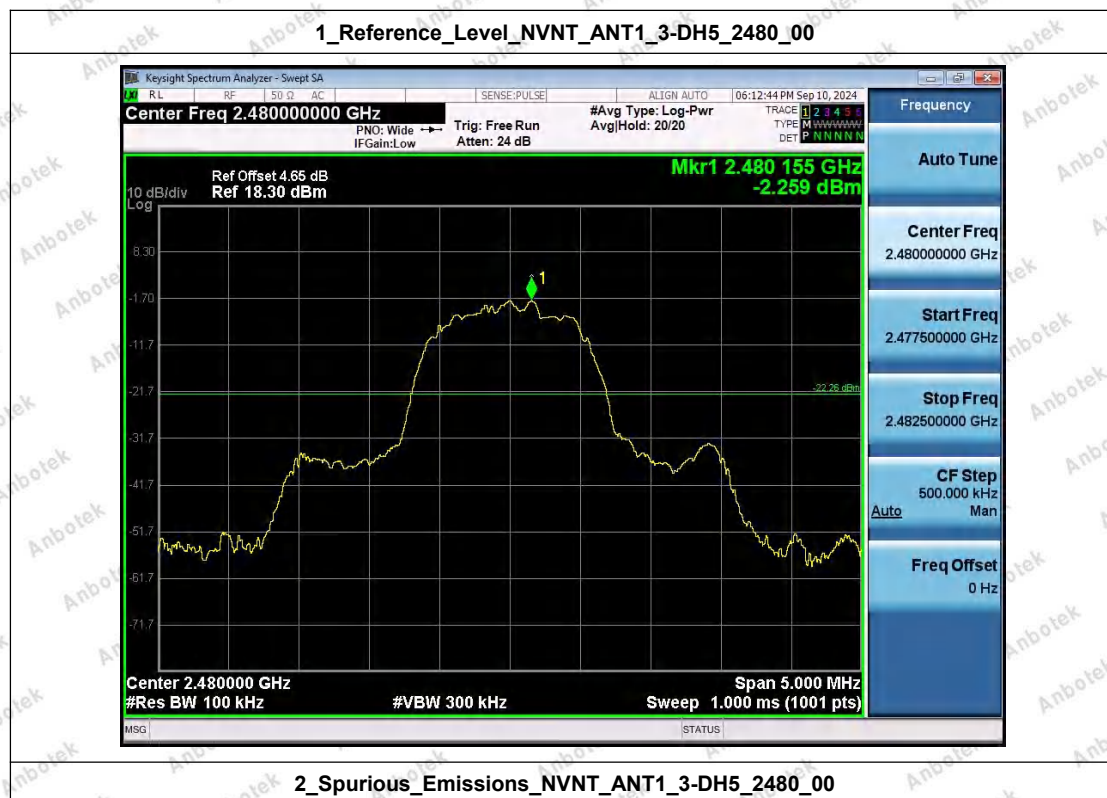 1_Reference_Level_NVNT_ANT1_3-DH5_2480_00
Keysight Spectrum Analyzer - Swept SA
LXI RL RF 50 Ω AC SENSE:PULSE ALIGN AUTO 06:12:44 PM Sep 10, 2024
Center Freq 2.480000000 GHz
PNO: Wide
IFGain:Low
Trig: Free Run
Atten: 24 dB
#Avg Type: Log-Pwr
Avg|Hold: 20/20
TRACE 1 2 3 4 5 6
TYPE M WWWWW
DET P N N N N N
Frequency
Mkr1 2.480 155 GHz
-2.259 dBm
Ref Offset 4.65 dB
10 dB/div Ref 18.30 dBm
Log
8.30
-1.70
-11.7
-21.7
-31.7
-41.7
-51.7
-61.7
-71.7
1
-22.26 dBm
Center 2.480000 GHz
Span 5.000 MHz
#Res BW 100 kHz
#VBW 300 kHz
Sweep 1.000 ms (1001 pts)
MSG
STATUS
Auto Tune
Center Freq
2.480000000 GHz
Start Freq
2.477500000 GHz
Stop Freq
2.482500000 GHz
CF Step
500.000 kHz
Auto Man
Freq Offset
0 Hz
2_Spurious_Emissions_NVNT_ANT1_3-DH5_2480_00
Anbotek